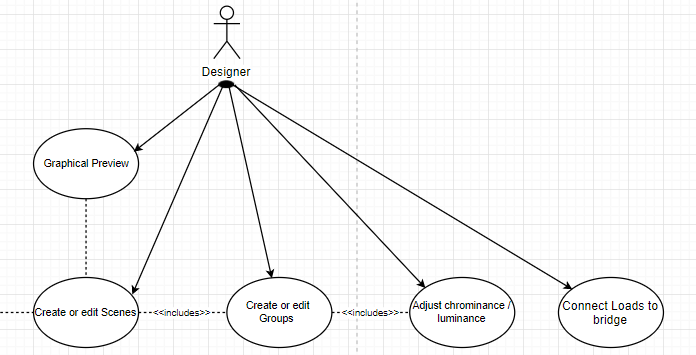 Designer
Graphical Preview
Create or edit Scenes
<<includes>>
Create or edit
Groups
<<includes>>
Adjust chrominance /
luminance
Connect Loads to
bridge